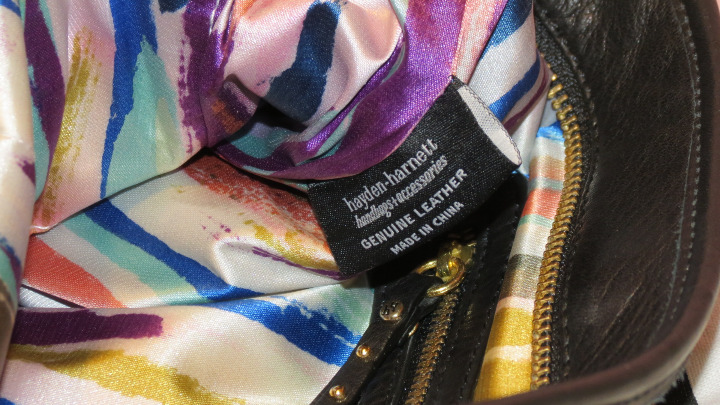 hayden-harnett
handbags+accessories
GENUINE LEATHER
MADE IN CHINA